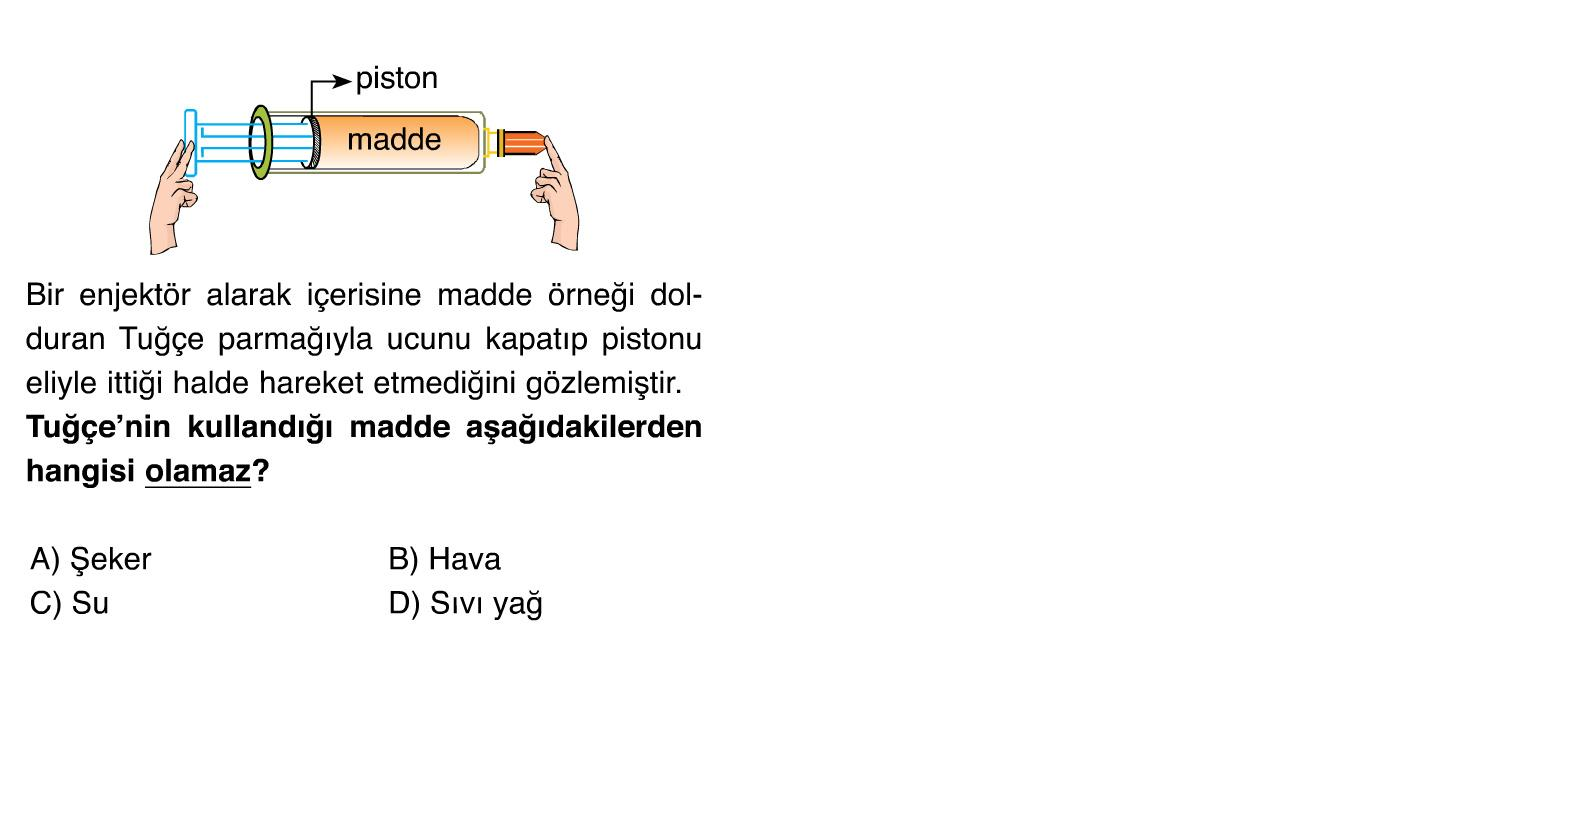 piston
madde
Bir enjektör alarak içerisine madde örneği dol-
duran Tuğçe parmağıyla ucunu kapatıp pistonu
eliyle ittiği halde hareket etmediğini gözlemiştir.
Tuğçe’nin kullandığı madde aşağıdakilerden
hangisi olamaz?
A) Şeker B) Hava
C) Su D) Sıvı yağ